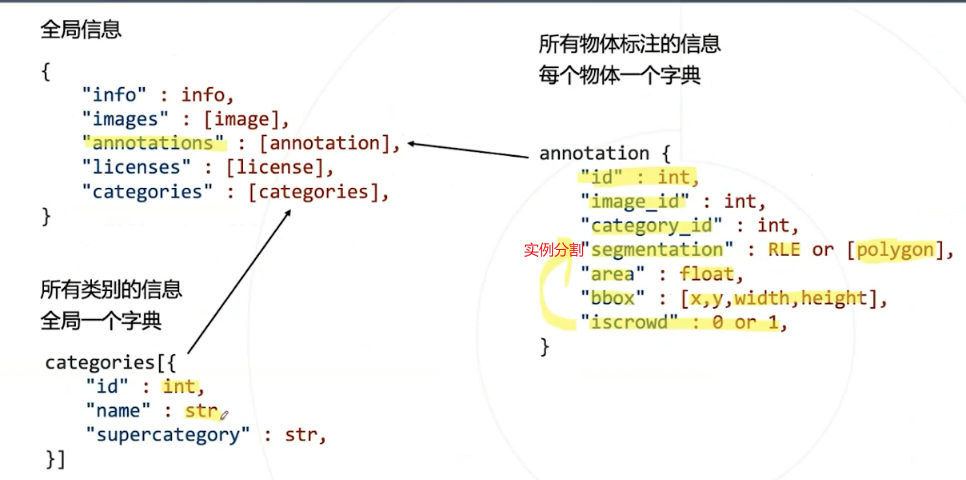 全局信息
{
"info" : info,
"images" : [image],
"annotations" : [annotation],
"licenses" : [license],
"categories" : [categories],
}
所有类别的信息
全局一个字典
categories[{
"id" : int,
"name" : str,
"supercategory" : str,
}]
所有物体标注的信息
每个物体一个字典
annotation {
"id" : int,
"image_id" : int,
"category_id" : int,
实例分割 "segmentation" : RLE or [polygon],
"area" : float,
"bbox" : [x,y,width,height],
"iscrowd" : 0 or 1,
}